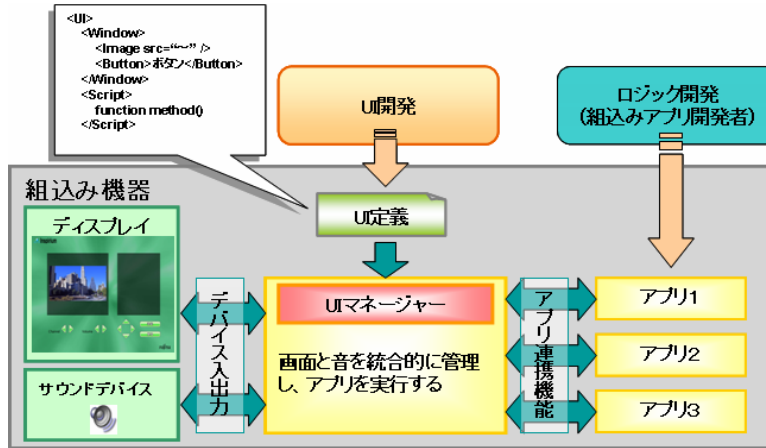 <UI>
<Window>
<Image src="～" />
<Button>ボタン</Button>
</Window>
<Script>
function method()
</Script>
UI開発
ロジック開発
(組込みアプリ開発者)
組込み機器
ディスプレイ
UI定義
デバイス入出力
UIマネージャー
画面と音を統合的に管理
し、アプリを実行する
アプリ連携機能
アプリ1
アプリ2
アプリ3
サウンドデバイス